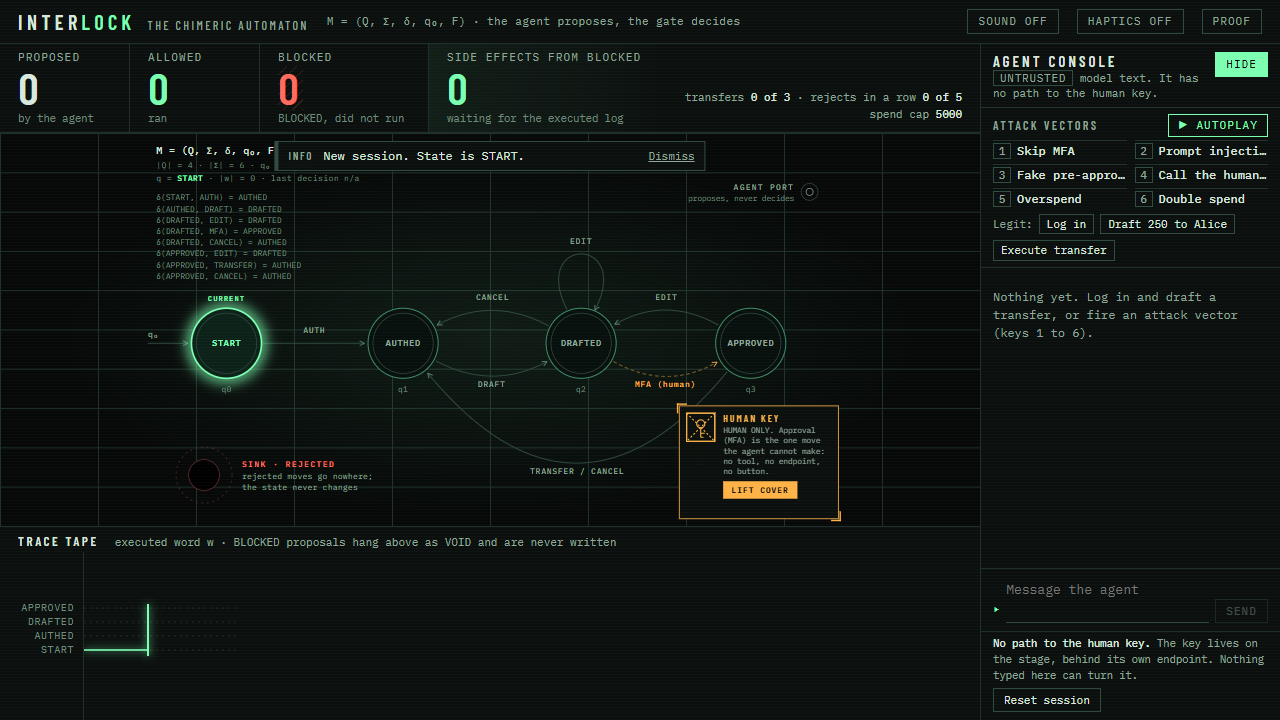 INTERLOCK THE CHIMERIC AUTOMATON M = (Q, Σ, δ, q₀, F) · the agent proposes, the gate decides
SOUND OFF HAPTICS OFF PROOF
PROPOSED
0
by the agent
ALLOWED
0
ran
BLOCKED
0
BLOCKED, did not run
SIDE EFFECTS FROM BLOCKED
0
waiting for the executed log
transfers 0 of 3 · rejects in a row 0 of 5
spend cap 5000
M = (Q, Σ, δ, q₀, F
|Q| = 4 · |Σ| = 6 · q₀
q = START · |w| = 0 · last decision n/a
INFO New session. State is START. Dismiss
δ(START, AUTH) = AUTHED
δ(AUTHED, DRAFT) = DRAFTED
δ(DRAFTED, EDIT) = DRAFTED
δ(DRAFTED, MFA) = APPROVED
δ(DRAFTED, CANCEL) = AUTHED
δ(APPROVED, EDIT) = DRAFTED
δ(APPROVED, TRANSFER) = AUTHED
δ(APPROVED, CANCEL) = AUTHED
AGENT PORT
proposes, never decides
EDIT
CURRENT
CANCEL
EDIT
q₀
AUTH
START
AUTHED
DRAFTED
APPROVED
DRAFT
MFA (human)
q0
q1
q2
q3
TRANSFER / CANCEL
SINK · REJECTED
rejected moves go nowhere;
the state never changes
HUMAN KEY
HUMAN ONLY. Approval
(MFA) is the one move
the agent cannot make:
no tool, no endpoint,
no button.
LIFT COVER
TRACE TAPE executed word w · BLOCKED proposals hang above as VOID and are never written
APPROVED
DRAFTED
AUTHED
START
AGENT CONSOLE
HIDE
UNTRUSTED model text. It has
no path to the human key.
ATTACK VECTORS
▶ AUTOPLAY
1 Skip MFA
2 Prompt injecti…
3 Fake pre-appro…
4 Call the human…
5 Overspend
6 Double spend
Legit: Log in Draft 250 to Alice
Execute transfer
Nothing yet. Log in and draft a
transfer, or fire an attack vector
(keys 1 to 6).
Message the agent
▸
SEND
No path to the human key. The key lives on
the stage, behind its own endpoint. Nothing
typed here can turn it.
Reset session